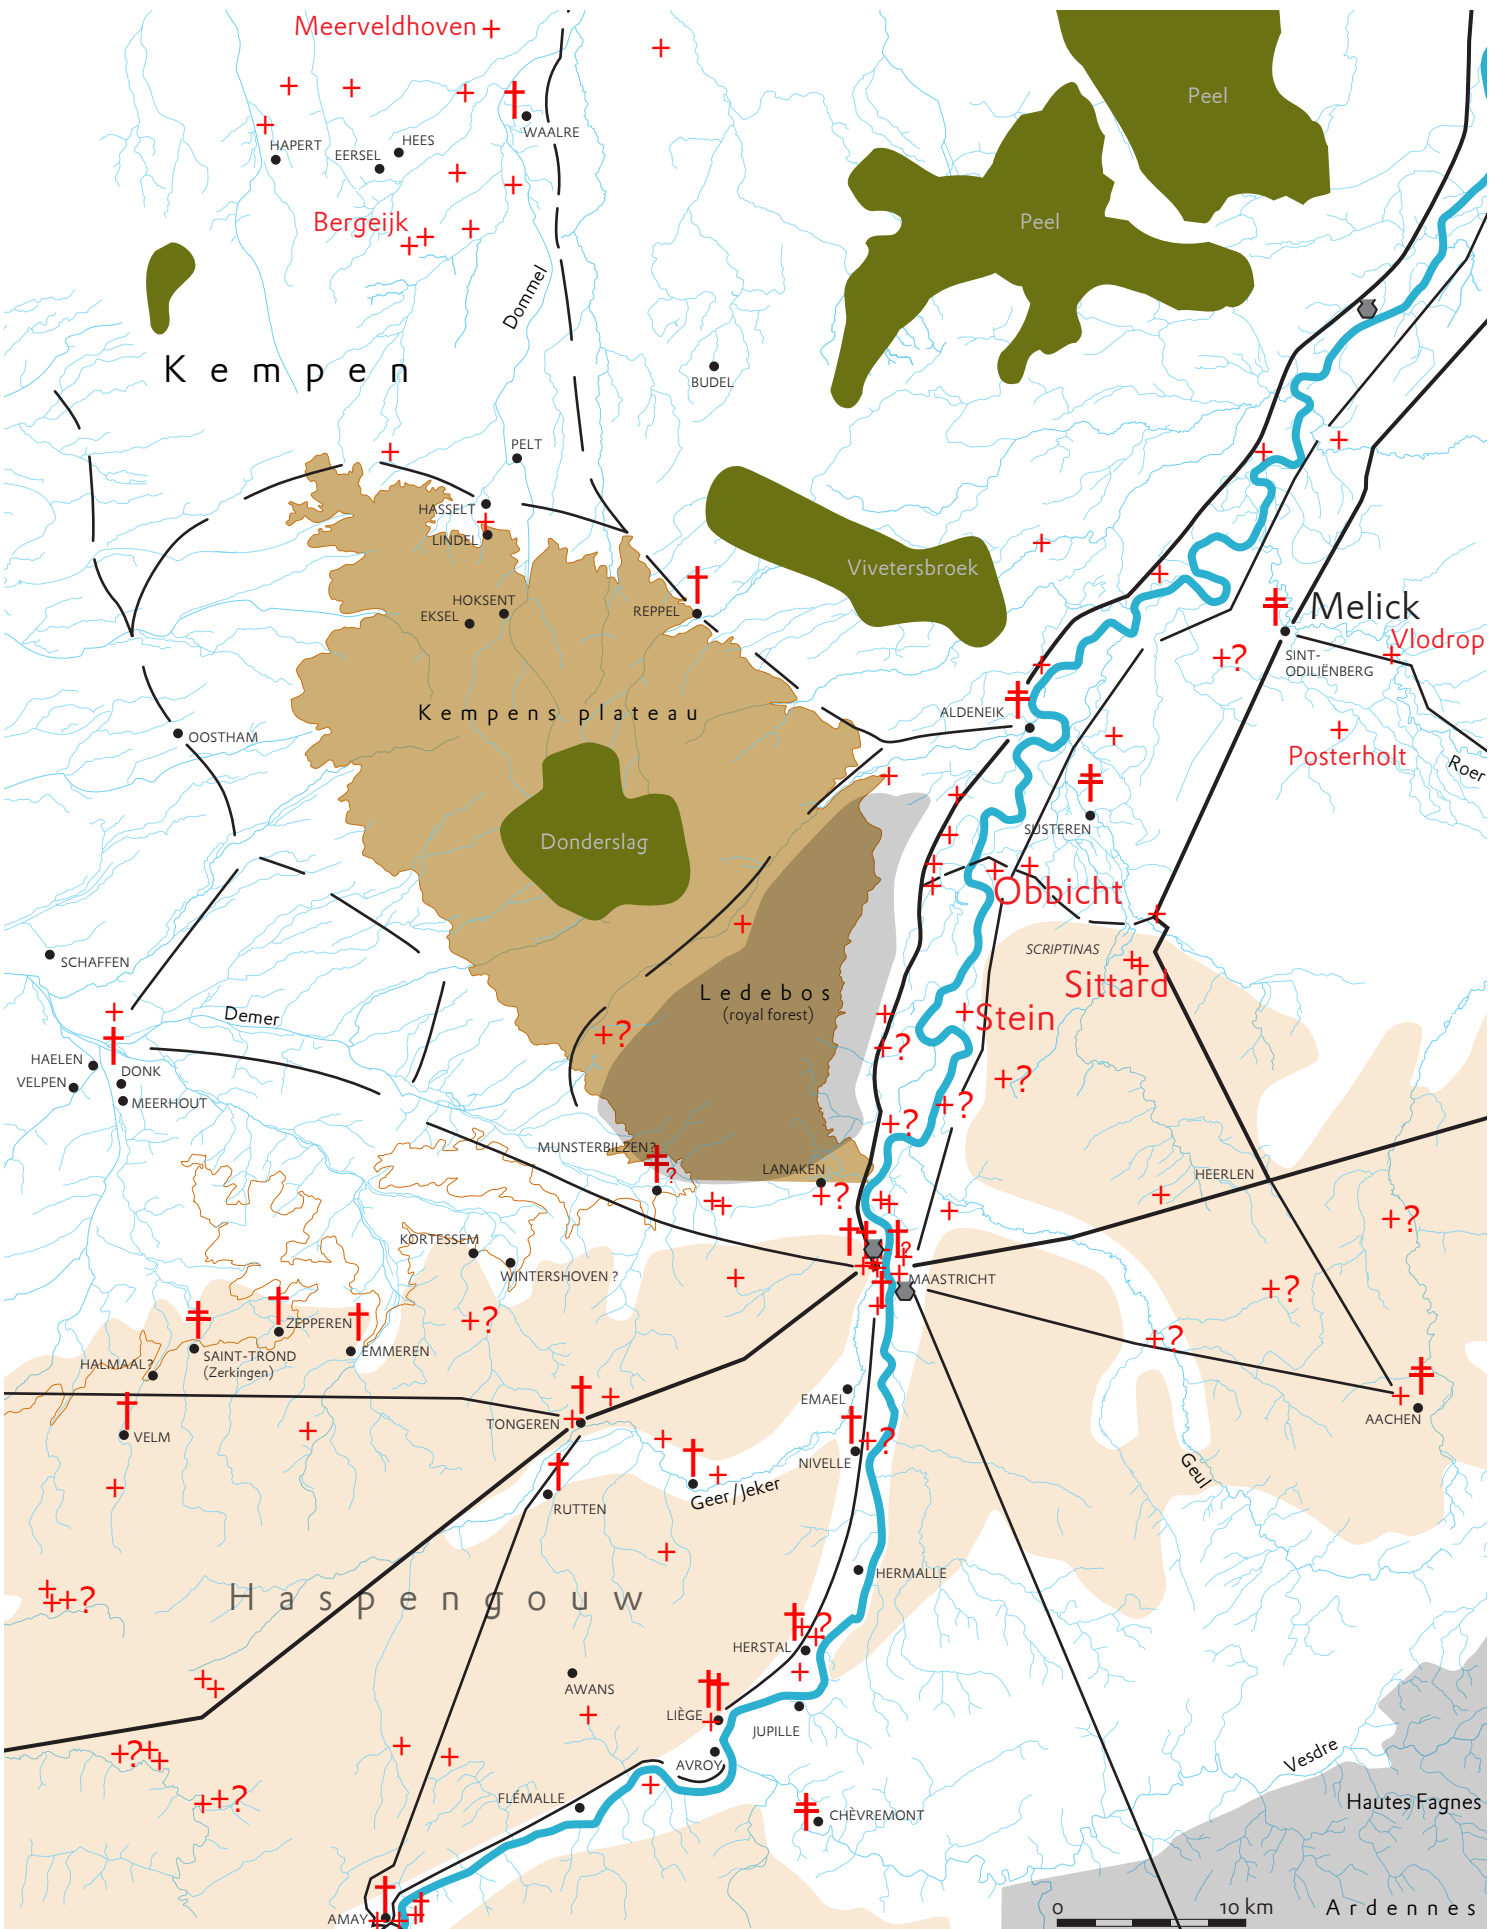 Meerveldhoven
Peel
WAALRE
HAPERT
HEES
EERSEL
Bergeijk
Peel
Dommel
Kempen
BUDEL
PELT
HASSELT
LINDEL
Vivetersbroek
HOKSENT
EKSEL
REPPEL
Melick
Vlodrop
?
SINT-
ODILIËNBERG
Kempens plateau
ALDENEIK
OOSTHAM
Posterholt
Roer
SUSTEREN
Donderslag
Obbicht
SCRIPTINAS
SCHAFFEN
Sittard
Ledebos
(royal forest)
Demer
Stein
?
?
HAELEN
DONK
VELPEN
MEERHOUT
?
?
?
MUNSTERBILZEN?
?
LANAKEN
?
HEERLEN
?
KORTESSEM
?
WINTERSHOVEN ?
MAASTRICHT
?
?
ZEPPEREN
SAINT-TROND
(Zerkingen)
EMMEREN
HALMAAL?
?
EMAEL
AACHEN
TONGEREN
VELM
?
NIVELLE
Geul
Geer/Jeker
RUTTEN
HERMALLE
?
Haspengouw
?
HERSTAL
AWANS
LIÈGE
JUPILLE
?
AVROY
Vesdre
?
FLÉMALLE
CHÈVREMONT
Hautes Fagnes
0 10 km
Ardennes
AMAY